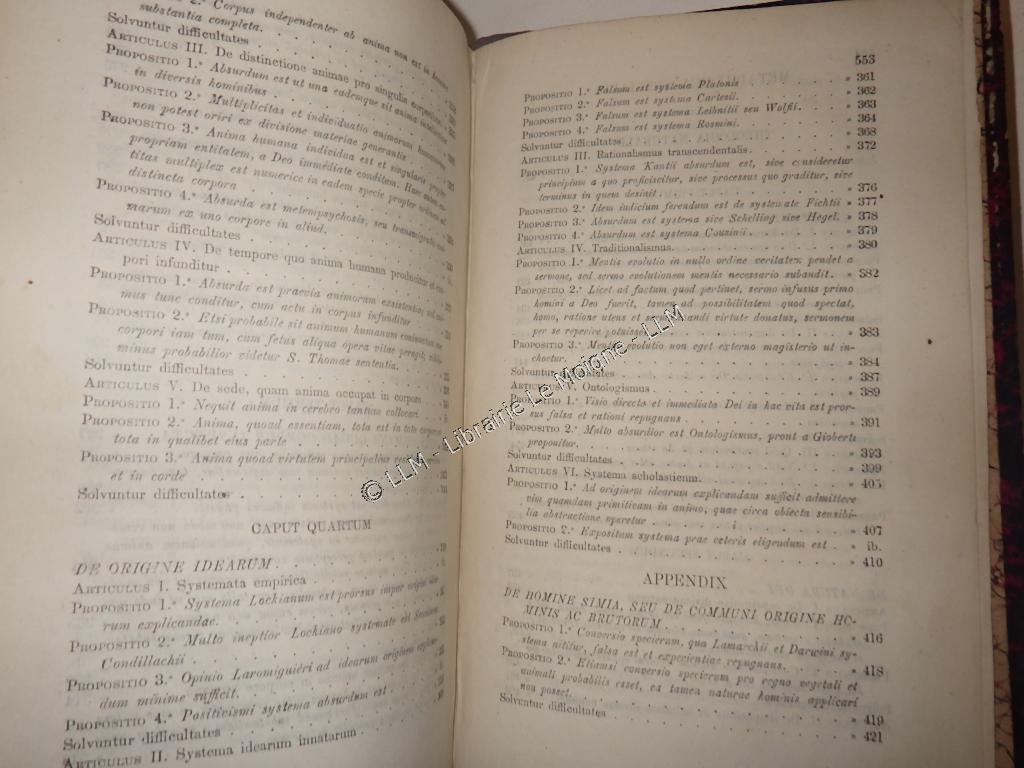 2.ª Corpus independenter ab anima non est in
substantia completa.
Solvuntur difficultates
ARTICULUS III. De distinctione animae pro singulis corporibus
PROPOSITIO 1.ª Absurdum est ut una eademque sit anima
in diversis hominibus
PROPOSITIO 2.ª Multiplicitas et individuatio animorum
non potest oriri ex divisione materiae generantis
PROPOSITIO 3.ª Anima humana individua est et singularis
propriam entitatem, a Deo immediate conditam. Haec autem
titas multiplex est numerice in eadem specie propter ordinem ad
distincta corpora
PROPOSITIO 4.ª Absurda est metempsychosis, seu transmigratio
marum ex uno corpore in aliud.
Solvuntur difficultates
ARTICULUS IV. De tempore quo anima humana producitur et
pori infunditur
PROPOSITIO 1.ª Absurda est praevia animorum existentia;
mus tunc conditur, cum actu in corpus infunditur
PROPOSITIO 2.ª Etsi probabile sit animum humanum
corpori iam tum, cum fetus aliqua opera vitae peragit;
minus probabilior videtur S. Thomae sententia.
Solvuntur difficultates
ARTICULUS V. De sede, quam anima occupat in corpore
PROPOSITIO 1.ª Nequit anima in cerebro tantum collocari.
PROPOSITIO 2.ª Anima, quoad essentiam, tota est in toto corpore
tota in qualibet eius parte
PROPOSITIO 3.ª Anima quoad virtutem principalius
et in corde
Solvuntur difficultates
CAPUT QUARTUM
DE ORIGINE IDEARUM
ARTICULUS I. Systemata empirica
PROPOSITIO 1.ª Systema Lockianum est prorsus impar origini idea-
rum explicandae.
PROPOSITIO 2.ª Multo ineptior Lockiano systemate est
Condillachii
PROPOSITIO 3.ª Opinio Laromiguiéri ad idearum originem
dum minime sufficit.
PROPOSITIO 4.ª Positivismi systema absurdum est
Solvuntur difficultates
ARTICULUS II. Systema idearum innatarum
553
PROPOSITIO 1.ª Falsum est systema Platonis » 361
PROPOSITIO 2.ª Falsum est systema Cartesii. » 362
PROPOSITIO 3.ª Falsum est systema Leibnitii seu Wolfii. » 363
PROPOSITIO 4.ª Falsum est systema Rosmini. » 364
Solvuntur difficultates » 368
ARTICULUS III. Rationalismus transcendentalis. » 372
PROPOSITIO 1.ª Systema Kantii absurdum est, sive consideretur
principium a quo proficiscitur, sive processus quo graditur, sive
terminus in quem desinit » 376
PROPOSITIO 2.ª Idem iudicium ferendum est de systemate Fichtii » 377
PROPOSITIO 3.ª Absurdum est systema sive Schelling sive Hegel. » 378
PROPOSITIO 4.ª Absurdum est systema Couzinii. » 379
ARTICULUS IV. Traditionalismus. » 380
PROPOSITIO 1.ª Mentis evolutio in nullo ordine veritatem pendet a
sermone, sed sermo evolutionem mentis necessario subandit. » 382
PROPOSITIO 2.ª Licet ad factum quod pertinet, sermo infusus primo
homini a Deo fuerit, tamen ad possibilitatem quod spectat,
homo, ratione utens et sermocinandi virtute donatus, sermonem
per se reperire potuisset » 383
PROPOSITIO 3.ª Mentis evolutio non eget externo magisterio ut in-
choetur. » 384
Solvuntur difficultates » 387
ARTICULUS V. Ontologismus » 389
PROPOSITIO 1.ª Visio directa et immediata Dei in hac vita est pror-
sus falsa et rationi repugnans » 391
PROPOSITIO 2.ª Multo absurdior est Ontologismus, prout a Gioberti
proponitur. » 393
Solvuntur difficultates » 399
ARTICULUS VI. Systema scholasticum. » 405
PROPOSITIO 1.ª Ad originem idearum explicandam sufficit admittere
vim quamdam primitivam in animo, quae circa obiecta sensibi-
lia abstractione operetur » 407
PROPOSITIO 2.ª Expositum systema prae ceteris eligendum est » ib.
Solvuntur difficultates » 410
APPENDIX
DE HOMINE SIMIA, SEU DE COMMUNI ORIGINE HO-
MINIS AC BRUTORUM » 416
PROPOSITIO 1.ª Conversio specierum, qua Lamarchii et Darwini sy-
stema nititur, falsa est et experientiae repugnans. » 418
PROPOSITIO 2.ª Etiamsi conversio specierum pro regno vegetali et
animali probabilis esset, ea tamen naturae hominis applicari
non posset. » 419
Solvuntur difficultates » 421
© LLM - Librairie Le Moine - LLM